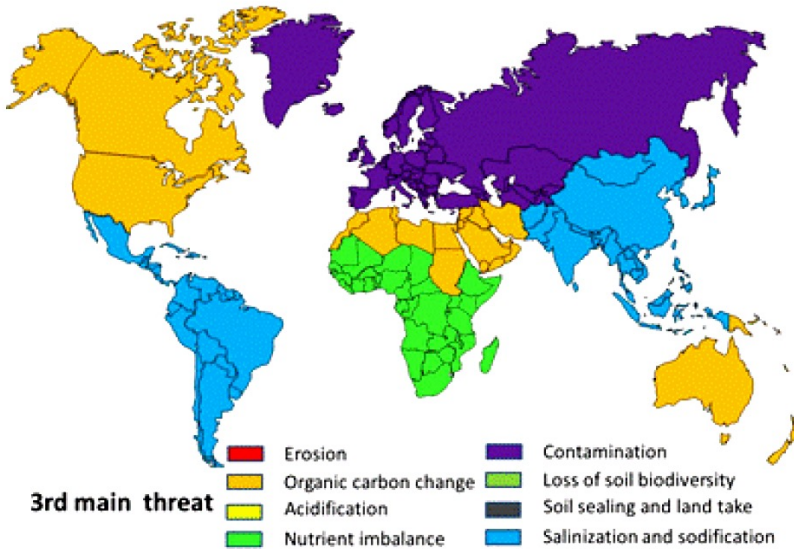 3rd main threat
Erosion
Organic carbon change
Acidification
Nutrient imbalance
Contamination
Loss of soil biodiversity
Soil sealing and land take
Salinization and sodification